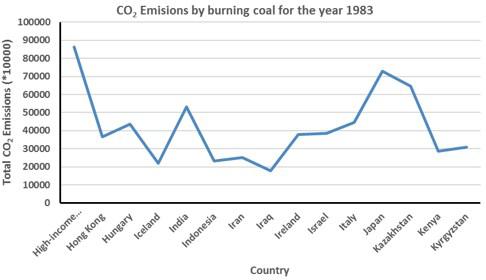 CO2 Emisions by burning coal for the year 1983
Total CO2 Emissions (*10000)
100000
90000
80000
70000
60000
50000
40000
30000
20000
10000
0
High-income...
Hong Kong
Hungary
Iceland
India
Indonesia
Iran
Iraq
Ireland
Israel
Italy
Japan
Kazakhstan
Kenya
Kyrgyzstan
Country